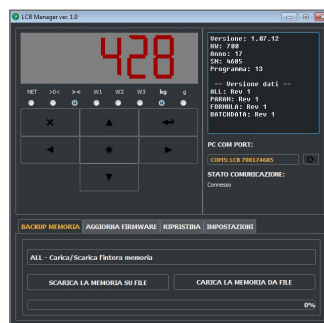 LCB Manager ver. 1.0
428
NET >0< >< W1 W2 W3 kg g
Versione: 1.07.12
HW: 700
Anno: 17
SN: 4685
Programma: 13
-- Versione dati --
ALL: Rev 1
PARAM: Rev 1
FORMULA: Rev 1
BATCHDATA: Rev 1
PC COM PORT:
COM5: LCB 700174685
STATO COMUNICAZIONE:
Connesso
BACKUP MEMORIA AGGIORNA FIRMWARE RIPRISTINA IMPOSTAZIONI
ALL - Carica/Scarica l'intera memoria
SCARICA LA MEMORIA SU FILE CARICA LA MEMORIA DA FILE
0%